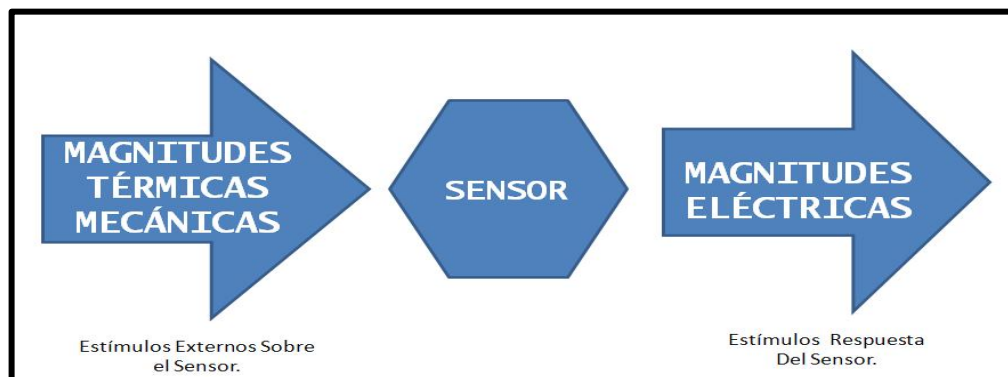 MAGNITUDES
TÉRMICAS
MECÁNICAS
SENSOR
MAGNITUDES
ELÉCTRICAS
Estímulos Externos Sobre
el Sensor.
Estímulos Respuesta
Del Sensor.